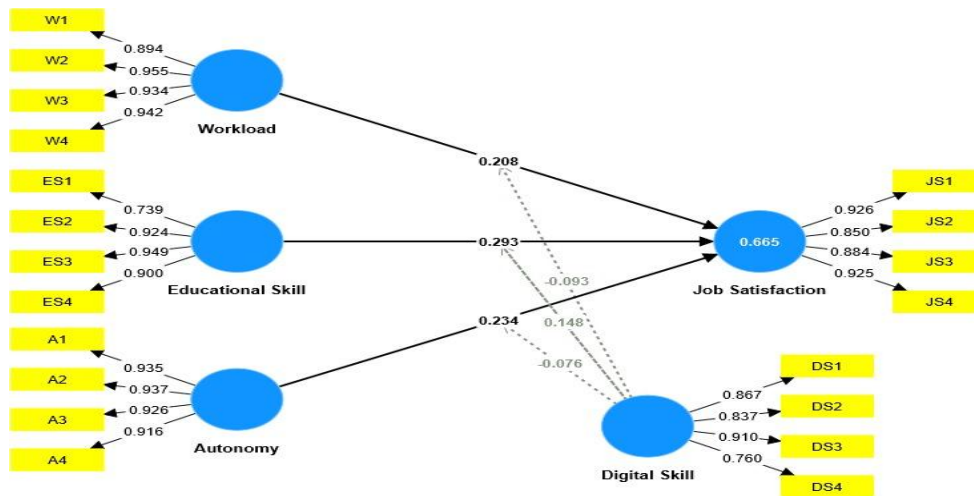 W1
0.894
W2
0.955
W3
0.934
W4
0.942
Workload
ES1
0.739
ES2
0.924
ES3
0.949
ES4
0.900
Educational Skill
A1
0.935
A2
0.937
A3
0.926
A4
0.916
Autonomy
0.208
0.293
0.234
-0.093
0.148
-0.076
0.665
Job Satisfaction
JS1
0.926
JS2
0.850
JS3
0.884
JS4
0.925
DS1
0.867
DS2
0.837
DS3
0.910
DS4
0.760
Digital Skill